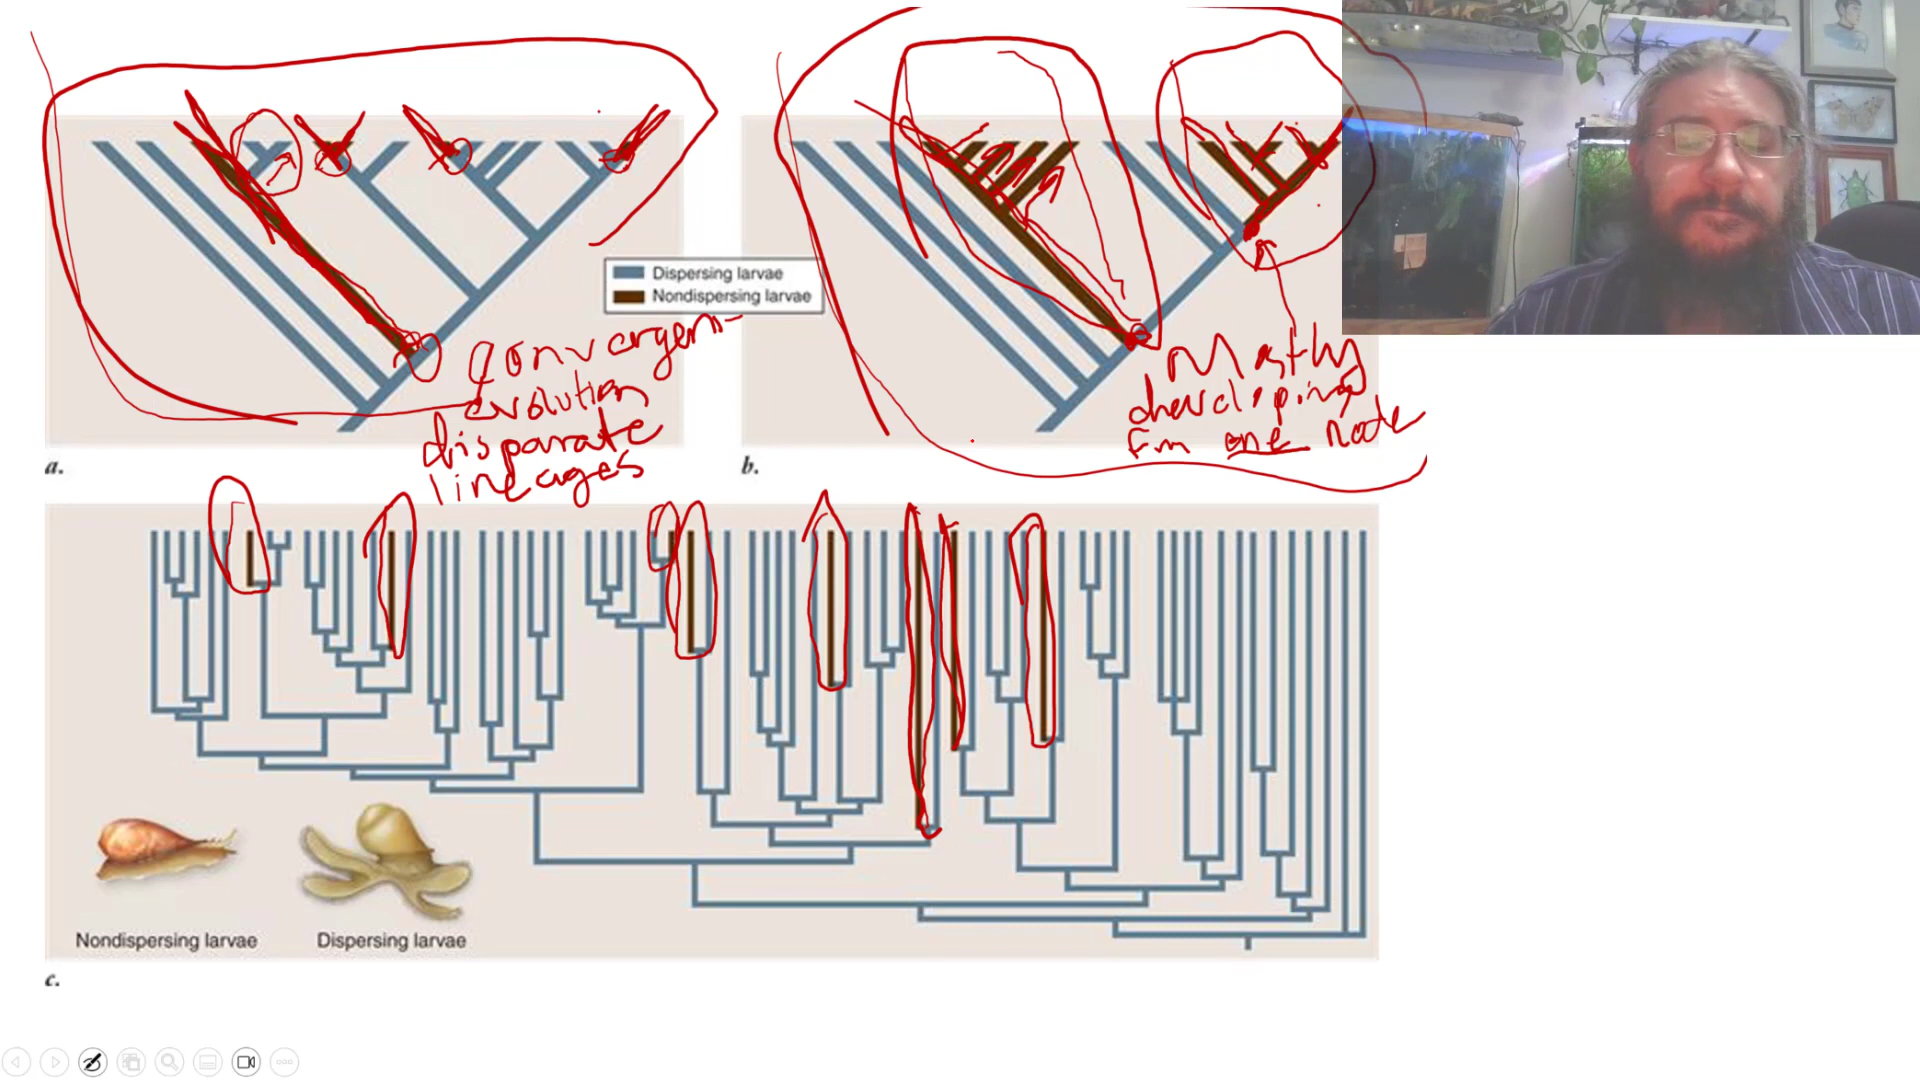 Dispersing larvae
Nondispersing larvae
convergent
evolution
disparate
lineages
Mostly
developing
Fm one node
a.
b.
Nondispersing larvae
Dispersing larvae
c.